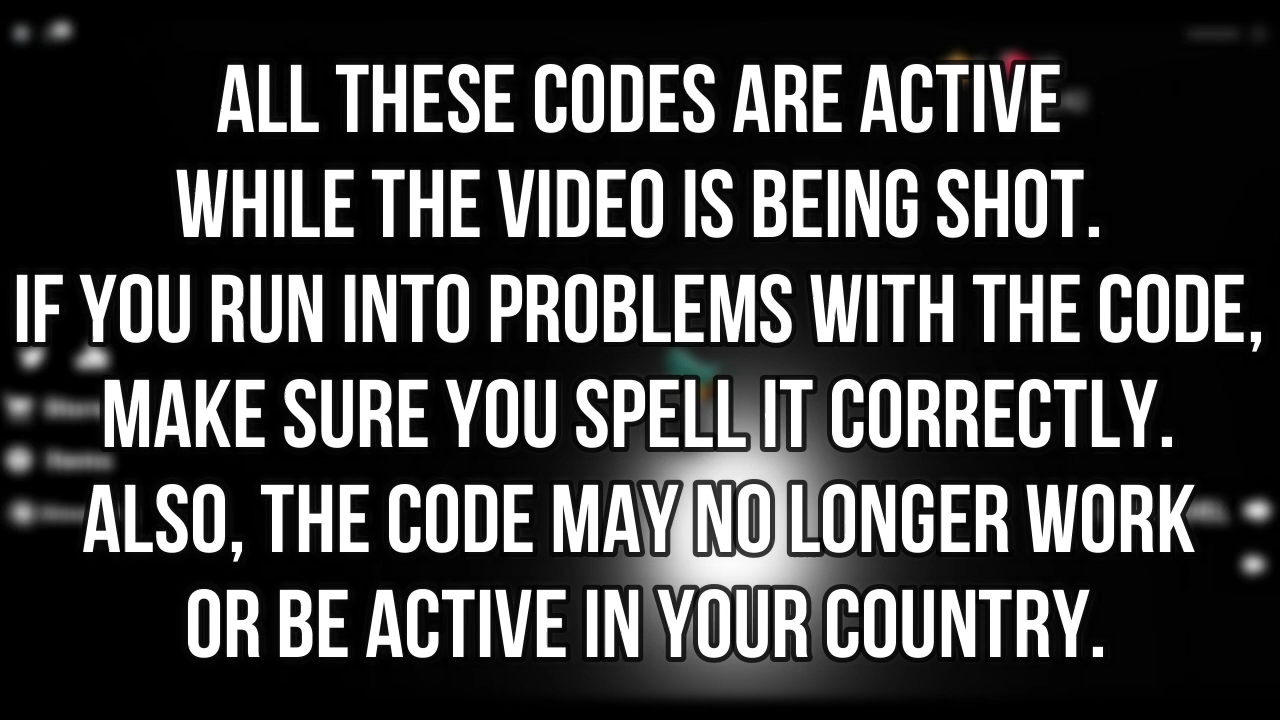 ALL THESE CODES ARE ACTIVE
WHILE THE VIDEO IS BEING SHOT.
IF YOU RUN INTO PROBLEMS WITH THE CODE,
MAKE SURE YOU SPELL IT CORRECTLY.
ALSO, THE CODE MAY NO LONGER WORK
OR BE ACTIVE IN YOUR COUNTRY.